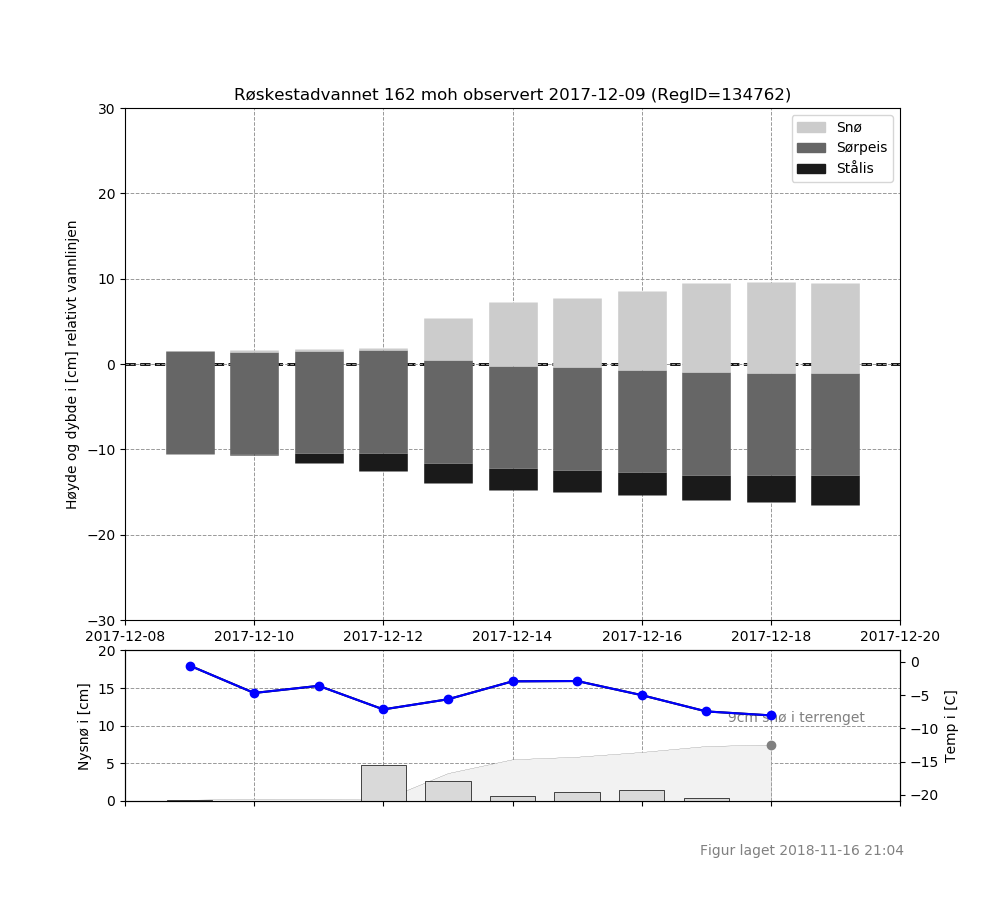 Røskestadvannet 162 moh observert 2017-12-09 (RegID=134762)
30
20
10
0
−10
−20
−30
Høyde og dybde i [cm] relativt vannlinjen
Snø
Sørpeis
Stålis
2017-12-08 2017-12-10 2017-12-12 2017-12-14 2017-12-16 2017-12-18 2017-12-20
20
15
10
5
0
Nysnø i [cm]
9cm snø i terrenget
0
−5
−10
−15
−20
Temp i [C]
Figur laget 2018-11-16 21:04